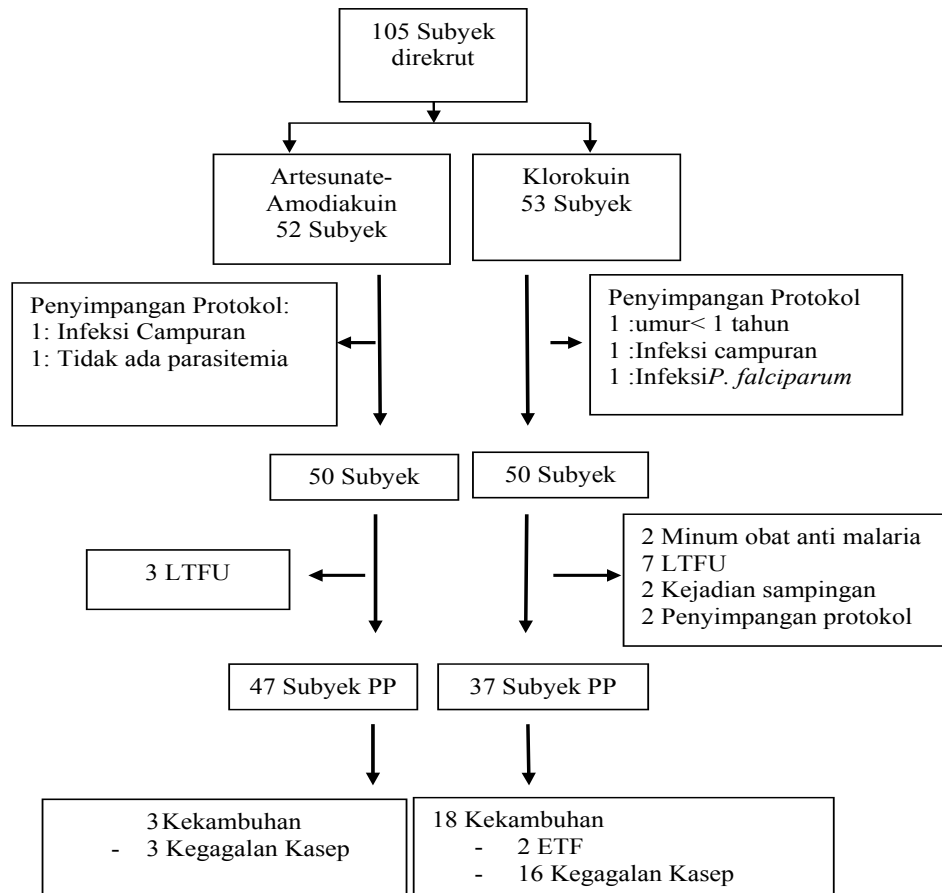 105 Subyek
direkrut
Artesunate-
Amodiakuin
52 Subyek
Klorokuin
53 Subyek
Penyimpangan Protokol:
1: Infeksi Campuran
1: Tidak ada parasitemia
Penyimpangan Protokol
1 :umur< 1 tahun
1 :Infeksi campuran
1 :InfeksiP. falciparum
50 Subyek
50 Subyek
3 LTFU
2 Minum obat anti malaria
7 LTFU
2 Kejadian sampingan
2 Penyimpangan protokol
47 Subyek PP
37 Subyek PP
3Kekambuhan
- 3 Kegagalan Kasep
18 Kekambuhan
- 2 ETF
- 16 Kegagalan Kasep